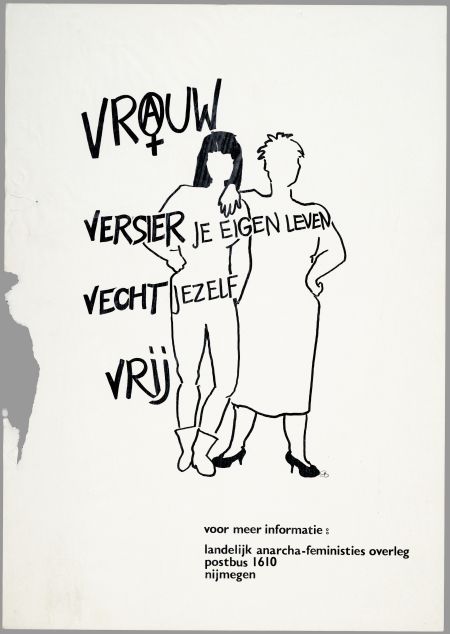 VRAUW
VERSIER JE EIGEN LEVEN
VECHT JEZELF
VRIJ
voor meer informatie :
landelijk anarcha-feministies overleg
postbus 1610
nijmegen